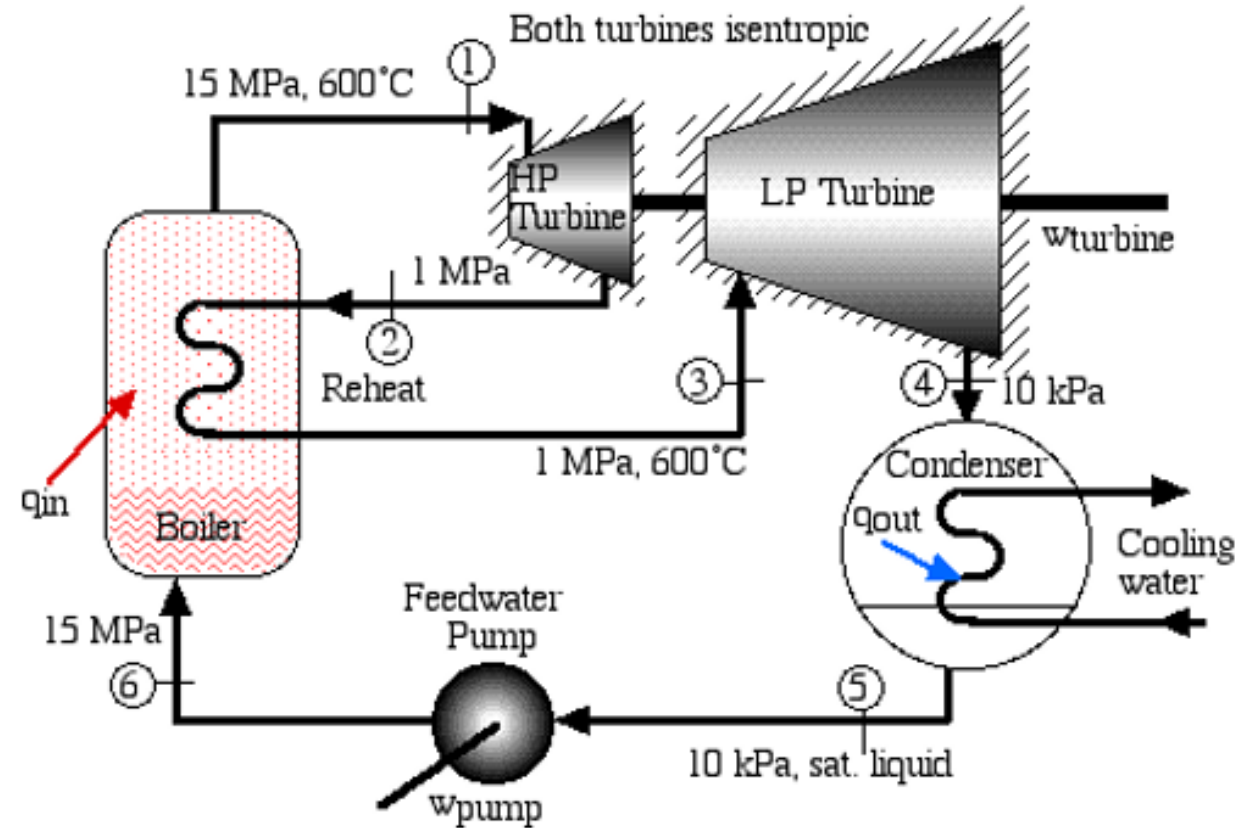 Both turbines isentropic
①
15 MPa, 600°C
HP
Turbine
LP Turbine
wturbine
1 MPa
②
Reheat
③
④
10 kPa
1 MPa, 600°C
Condenser
qin
qout
Boiler
Cooling
water
Feedwater
Pump
15 MPa
⑥
⑤
10 kPa, sat. liquid
wpump